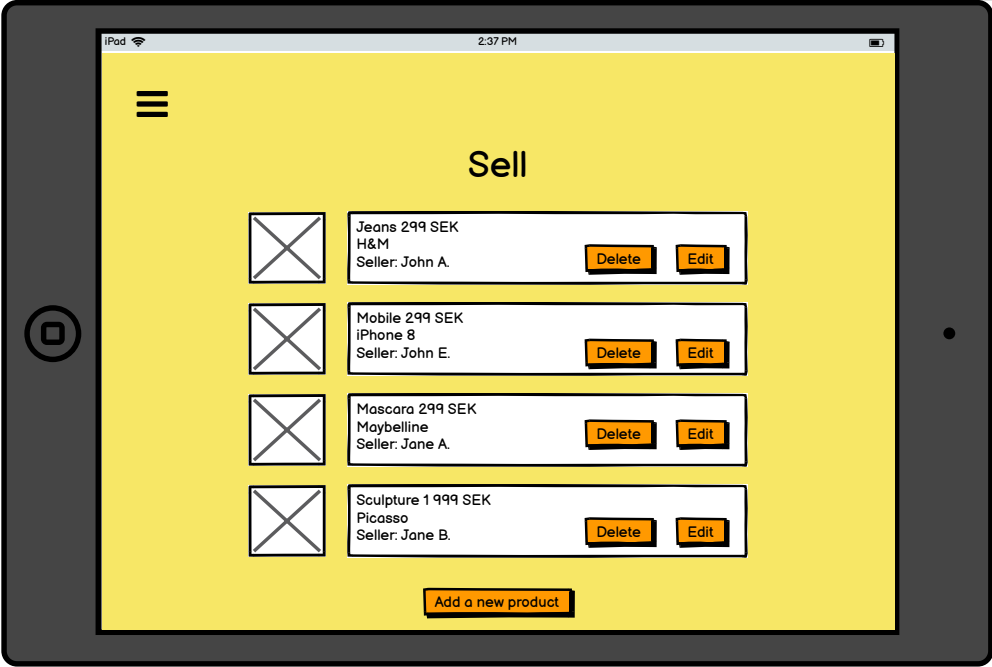 iPad
2:37 PM
Sell
Jeans 299 SEK
H&M
Seller: John A.
Delete
Edit
Mobile 299 SEK
iPhone 8
Seller: John E.
Delete
Edit
Mascara 299 SEK
Maybelline
Seller: Jane A.
Delete
Edit
Sculpture 1 999 SEK
Picasso
Seller: Jane B.
Delete
Edit
Add a new product